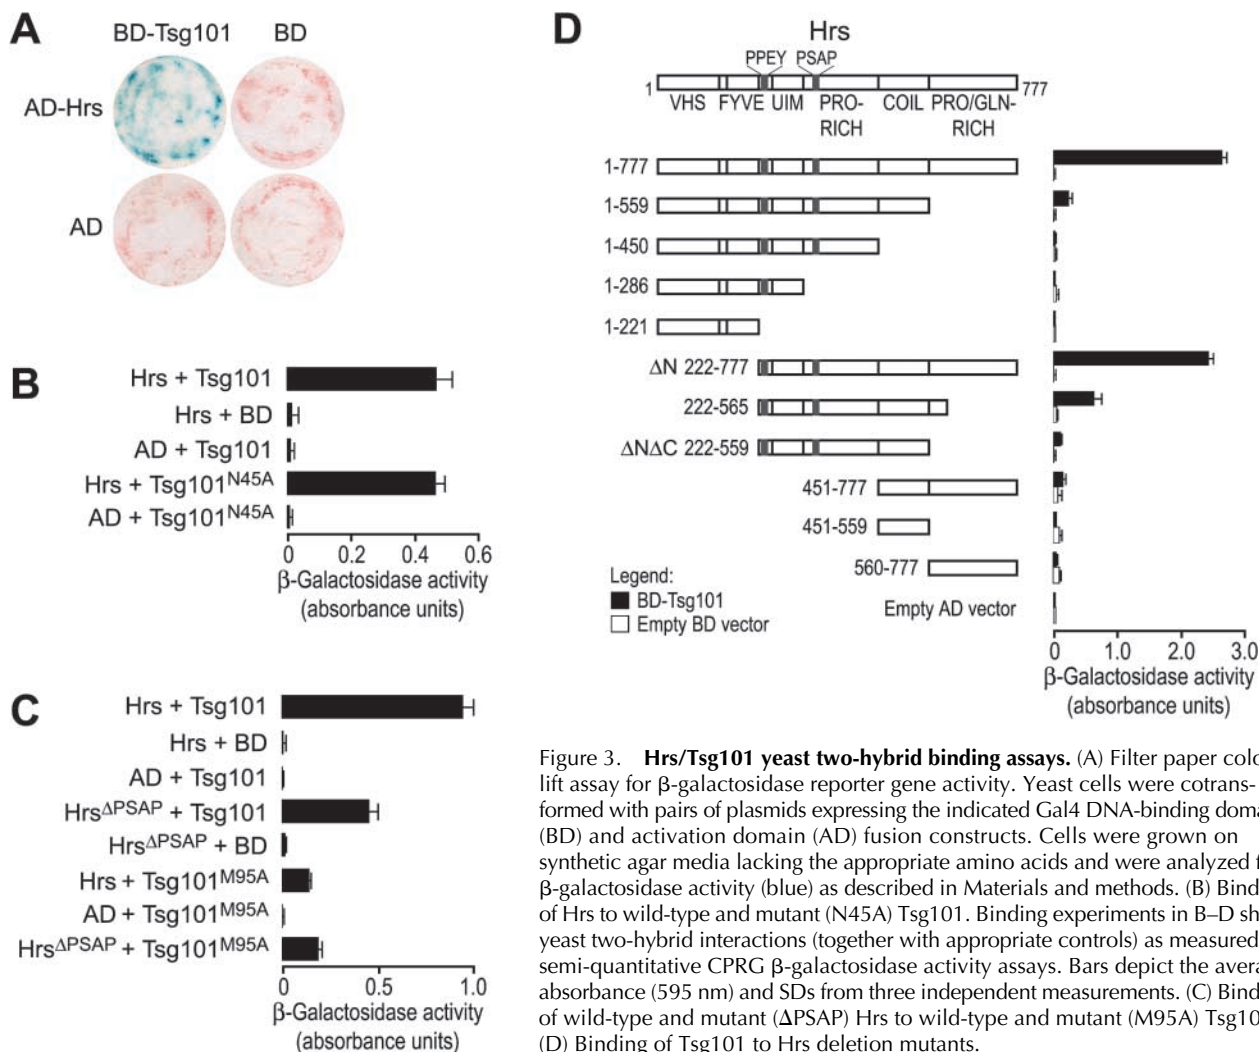 A
BD-Tsg101 BD
AD-Hrs
AD
B
Hrs + Tsg101
Hrs + BD
AD + Tsg101
Hrs + Tsg101N45A
AD + Tsg101N45A
0 0.2 0.4 0.6
β-Galactosidase activity
(absorbance units)
C
Hrs + Tsg101
Hrs + BD
AD + Tsg101
HrsΔPSAP + Tsg101
HrsΔPSAP + BD
Hrs + Tsg101M95A
AD + Tsg101M95A
HrsΔPSAP + Tsg101M95A
0 0.5 1.0
β-Galactosidase activity
(absorbance units)
D
Hrs
PPEY PSAP
1 777
VHS FYVE UIM PRO- COIL PRO/GLN-
RICH RICH
1-777
1-559
1-450
1-286
1-221
ΔN 222-777
222-565
ΔNΔC 222-559
451-777
451-559
560-777
Empty AD vector
Legend:
BD-Tsg101
Empty BD vector
0 1.0 2.0 3.0
β-Galactosidase activity
(absorbance units)
Figure 3. Hrs/Tsg101 yeast two-hybrid binding assays. (A) Filter paper colo
lift assay for β-galactosidase reporter gene activity. Yeast cells were cotrans-
formed with pairs of plasmids expressing the indicated Gal4 DNA-binding doma
(BD) and activation domain (AD) fusion constructs. Cells were grown on
synthetic agar media lacking the appropriate amino acids and were analyzed f
β-galactosidase activity (blue) as described in Materials and methods. (B) Bind
of Hrs to wild-type and mutant (N45A) Tsg101. Binding experiments in B–D sh
yeast two-hybrid interactions (together with appropriate controls) as measured
semi-quantitative CPRG β-galactosidase activity assays. Bars depict the avera
absorbance (595 nm) and SDs from three independent measurements. (C) Bind
of wild-type and mutant (ΔPSAP) Hrs to wild-type and mutant (M95A) Tsg10
(D) Binding of Tsg101 to Hrs deletion mutants.